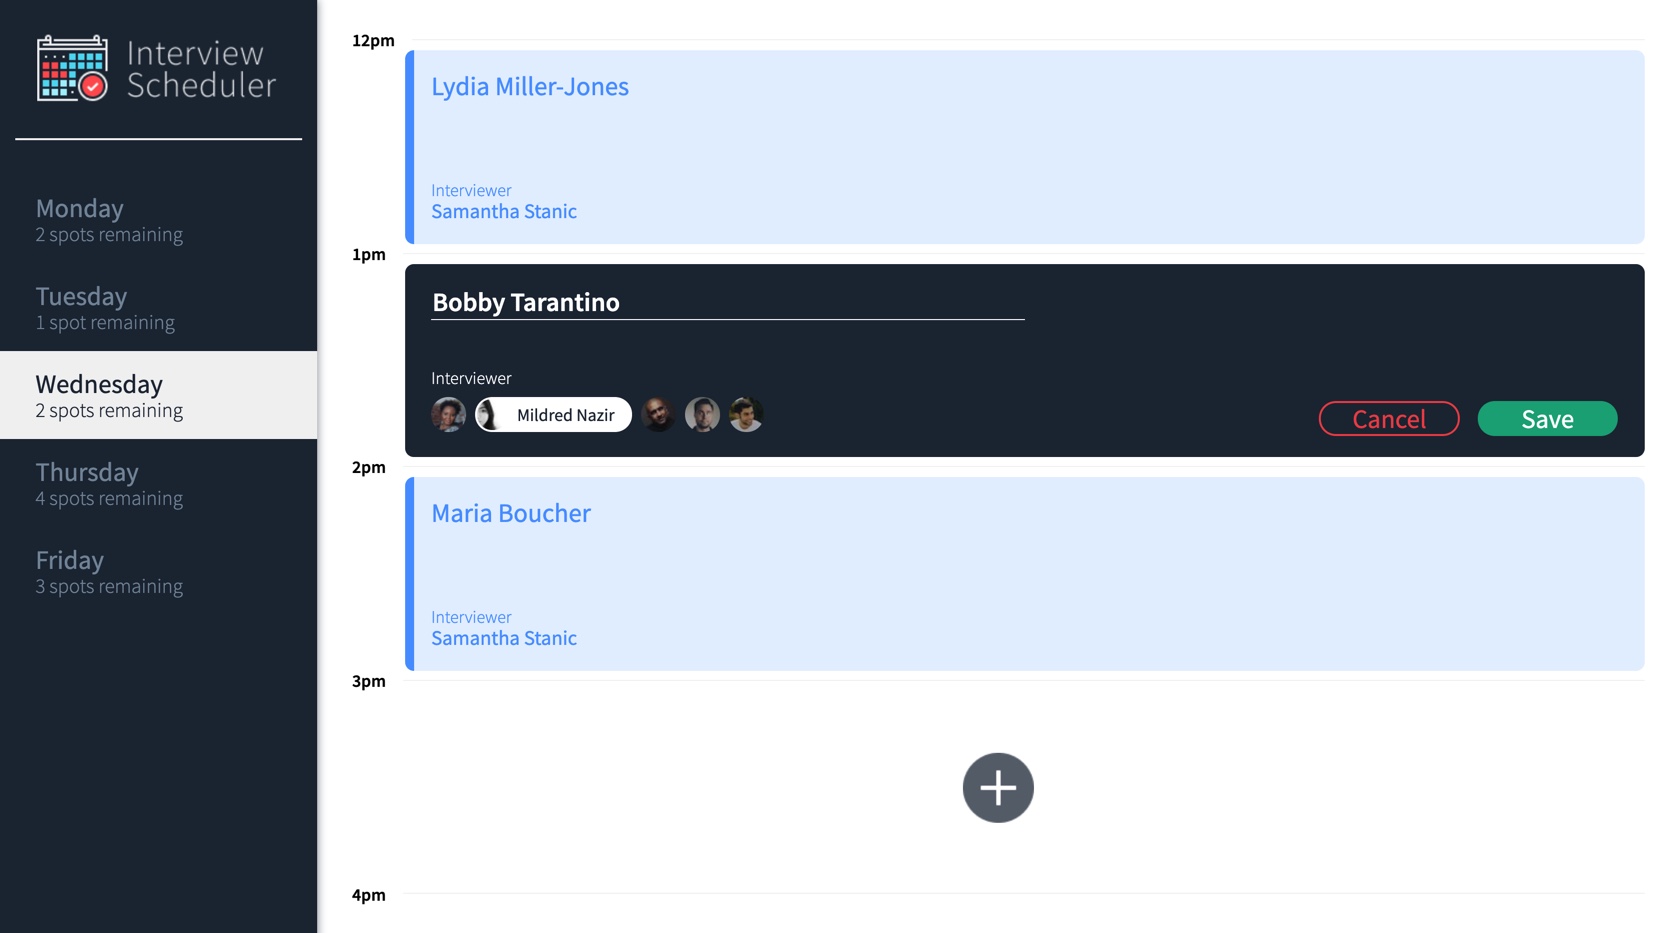 Interview
Scheduler
Monday
2 spots remaining
Tuesday
1 spot remaining
Wednesday
2 spots remaining
Thursday
4 spots remaining
Friday
3 spots remaining
12pm
Lydia Miller-Jones
Interviewer
Samantha Stanic
1pm
Bobby Tarantino
Interviewer
Mildred Nazir
Cancel
Save
2pm
Maria Boucher
Interviewer
Samantha Stanic
3pm
4pm